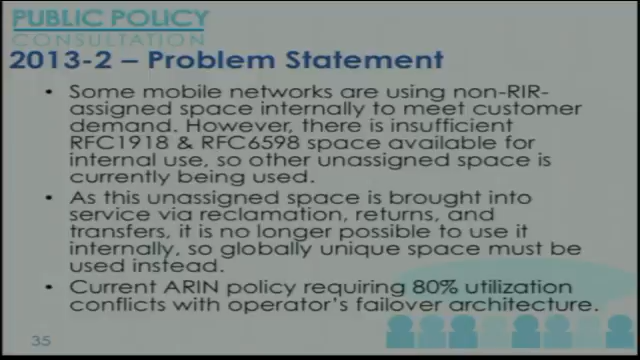 PUBLIC POLICY
CONSULTATION
2013-2 – Problem Statement
• Some mobile networks are using non-RIR-
assigned space internally to meet customer
demand. However, there is insufficient
RFC1918 & RFC6598 space available for
internal use, so other unassigned space is
currently being used.
• As this unassigned space is brought into
service via reclamation, returns, and
transfers, it is no longer possible to use it
internally, so globally unique space must be
used instead.
• Current ARIN policy requiring 80% utilization
conflicts with operator's failover architecture.
35